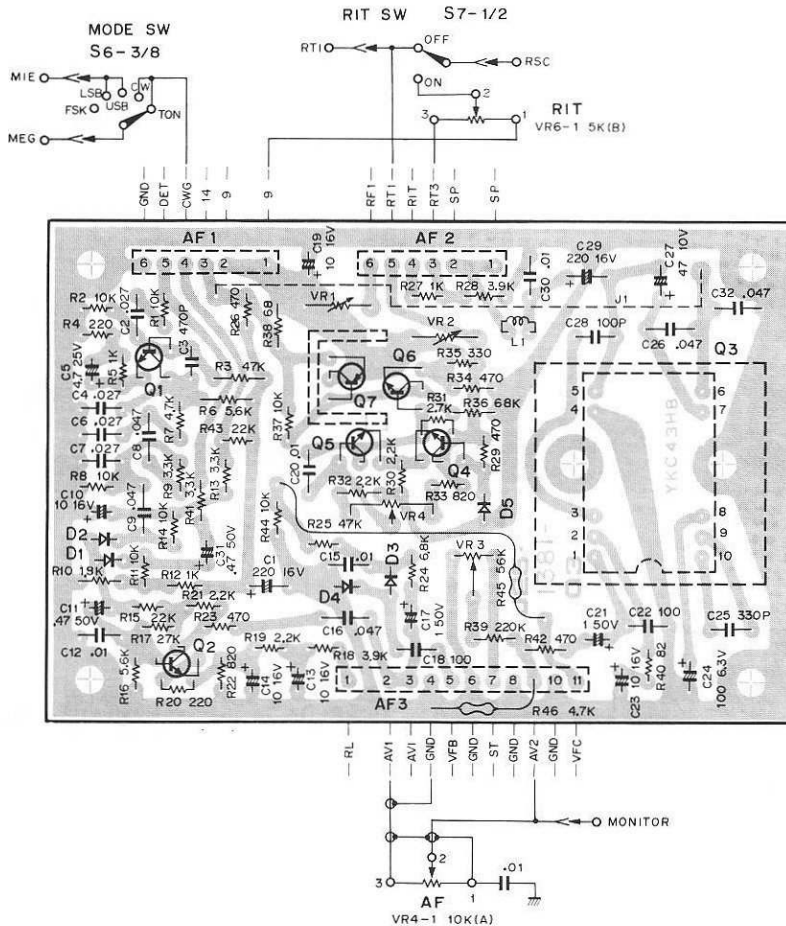 MODE SW
S6-3/8
RIT SW S7-1/2
MIE
LSB
USB
CW
FSK
TON
MEG
RTI
OFF
RSC
ON
2
3
1
RIT
VR6-1 5K(B)
GND
DET
CWG
14
9
9
RF1
RT1
RIT
RT3
SP
SP
AF1
6 5 4 3 2 1
C19
10 16V
AF2
6 5 4 3 2 1
R27 1K
R28 3.9K
C30 .01
C29
220 16V
C27
47 10V
J1
C32 .047
R2 10K
R4 220
C2 .027
R1 10K
C3 470P
R26 470
R38 68
VR1
VR2
L1
C28 100P
C26 .047
C5
4.7 25V
R5 1K
Q1
R3 47K
Q6
Q7
R35 330
R34 470
Q3
C4 .027
R6 5.6K
R37 10K
R31
2.7K
R36 68K
C6 .027
C8 .047
R7 4.7K
R43 22K
Q5
Q4
R29 470
C7 .027
R9 3.3K
R41 3.3K
R13 3.3K
C20 .01
R30 2.2K
R8 10K
R32 22K
R33 820
D5
C10
10 16V
C9 .047
R14 10K
R44 10K
VR4
YKC43HB
5
4
3
2
1
6
7
8
9
10
D2
D1
R11 10K
C31
.47 50V
R25 47K
C15 .01
D3
R24 6.8K
VR3
R45 56K
R10 1.9K
R12 1K
R21 2.2K
C1
220 16V
D4
C11
.47 50V
R15 22K
R23 470
C16 .047
C17
1 50V
R39 220K
C21
1 50V
C22 100
C25 330P
C12 .01
R17 27K
Q2
R19 2.2K
R18 3.9K
C18 100
R42 470
R16 5.6K
R20 220
R22 820
C14
10 16V
C13
10 16V
1 2 3 4 5 6 7 8 10 11
AF3
R46 4.7K
C23
10 16V
R40 82
C24
100 6.3V
RL
AV1
AV1
GND
VFB
GND
ST
GND
AV2
GND
VFC
MONITOR
2
3
1
.01
AF
VR4-1 10K(A)